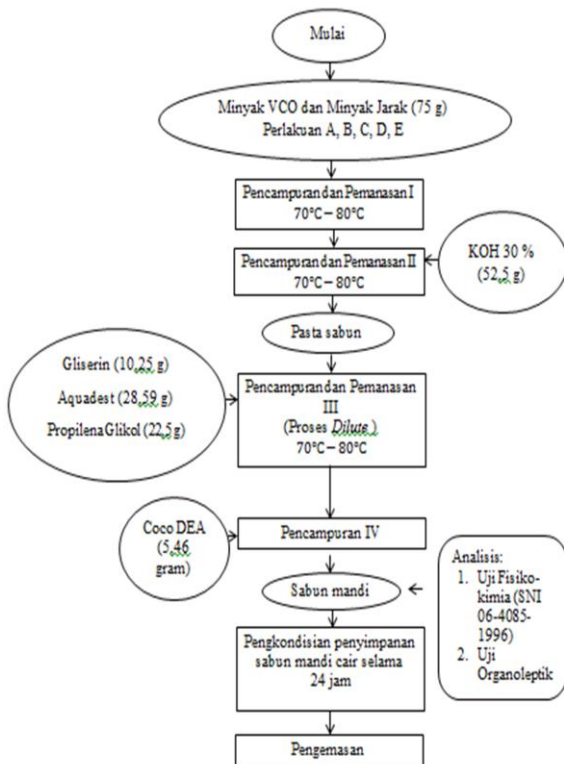 Mulai
Minyak VCO dan Minyak Jarak (75 g)
Perlakuan A, B, C, D, E
Pencampuran dan Pemanasan I
70°C – 80°C
Pencampuran dan Pemanasan II
70°C – 80°C
KOH 30 %
(52,5 g)
Pasta sabun
Gliserin (10,25 g)
Aquadest (28,59 g)
Propilena Glikol (22,5 g)
Pencampuran dan Pemanasan
III
(Proses Dilute )
70°C – 80°C
Coco DEA
(5,46
gram)
Pencampuran IV
Sabun mandi
Analisis:
1. Uji Fisiko-
kimia (SNI
06-4085-
1996)
2. Uji
Organoleptik
Pengkondisian penyimpanan
sabun mandi cair selama
24 jam
Pengemasan